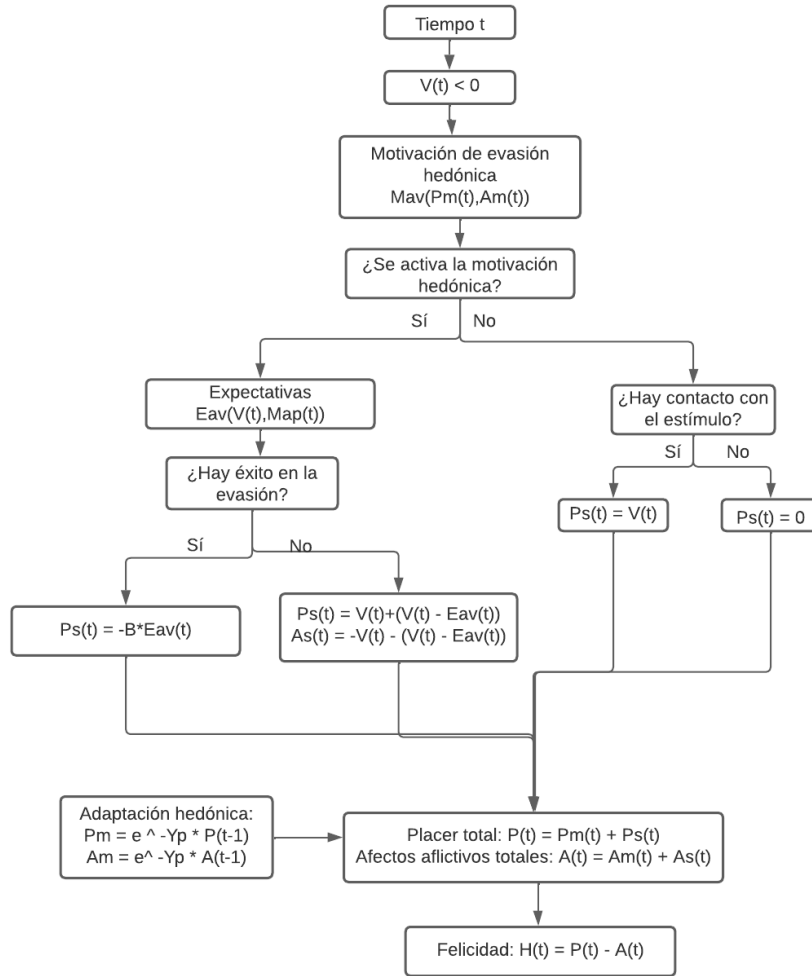 Tiempo t
V(t) < 0
Motivación de evasión
hedónica
Mav(Pm(t),Am(t))
¿Se activa la motivación
hedónica?
Sí
No
Expectativas
Eav(V(t),Map(t))
¿Hay contacto con
el estímulo?
Sí
No
¿Hay éxito en la
evasión?
Ps(t) = V(t)
Ps(t) = 0
Sí
No
Ps(t) = -B*Eav(t)
Ps(t) = V(t)+(V(t) - Eav(t))
As(t) = -V(t) - (V(t) - Eav(t))
Adaptación hedónica:
Pm = e ^ -Yp * P(t-1)
Am = e^ -Yp * A(t-1)
Placer total: P(t) = Pm(t) + Ps(t)
Afectos aflictivos totales: A(t) = Am(t) + As(t)
Felicidad: H(t) = P(t) - A(t)